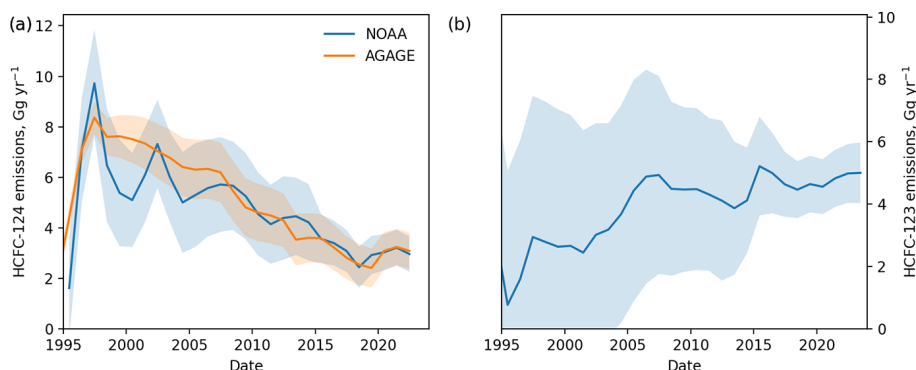 (a)
HCFC-124 emissions, Gg yr⁻¹
12
10
8
6
4
2
0
NOAA
AGAGE
1995 2000 2005 2010 2015 2020
Date
(b)
1995 2000 2005 2010 2015 2020
Date
10
8
6
4
2
0
HCFC-123 emissions, Gg yr⁻¹